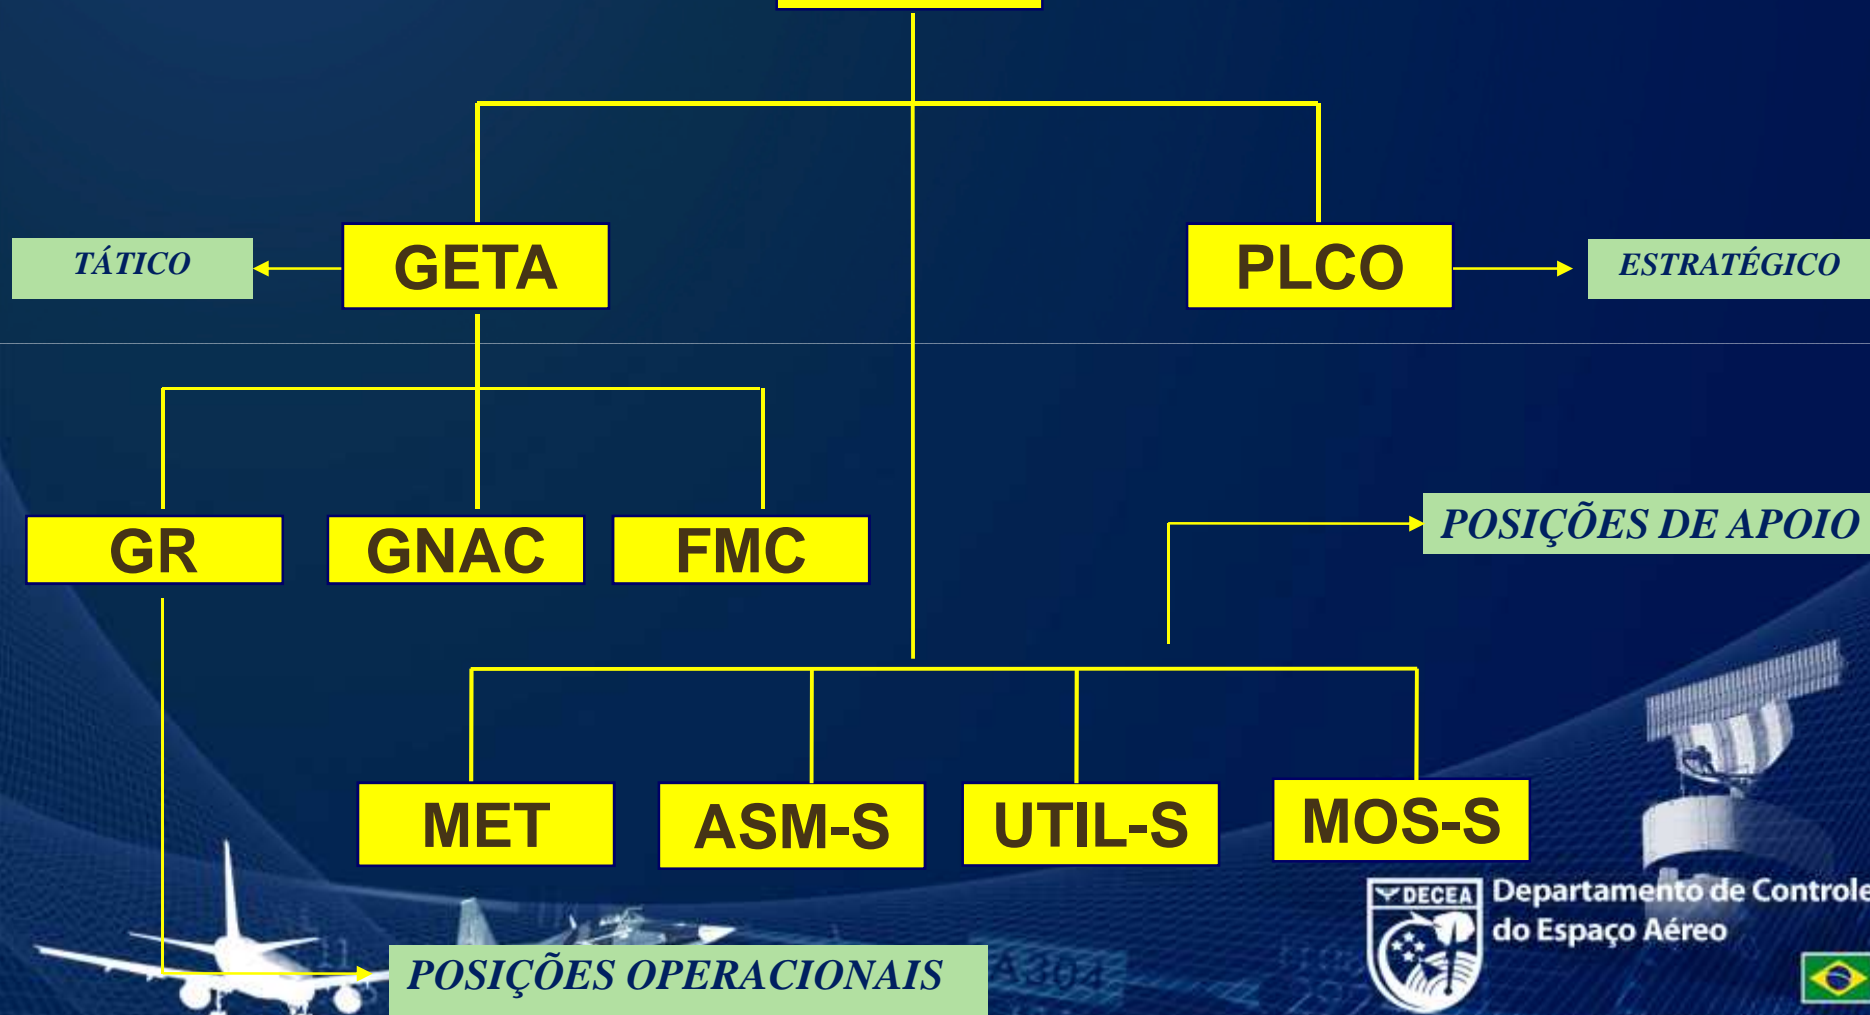 TÁTICO
GETA
PLCO
ESTRATÉGICO
GR
GNAC
FMC
POSIÇÕES DE APOIO
MET
ASM-S
UTIL-S
MOS-S
DECEA
Departamento de Controle
do Espaço Aéreo
POSIÇÕES OPERACIONAIS
A304